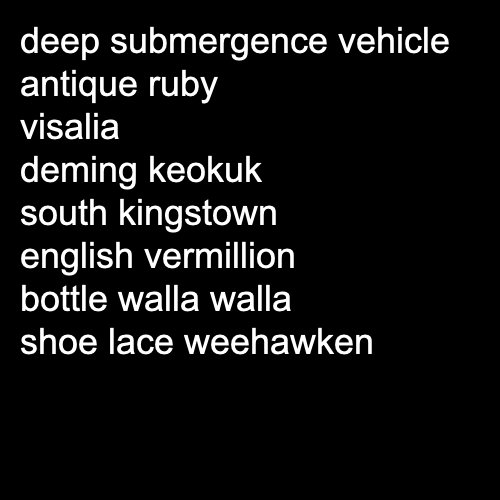 deep submergence vehicle
antique ruby
visalia
deming keokuk
south kingstown
english vermillion
bottle walla walla
shoe lace weehawken